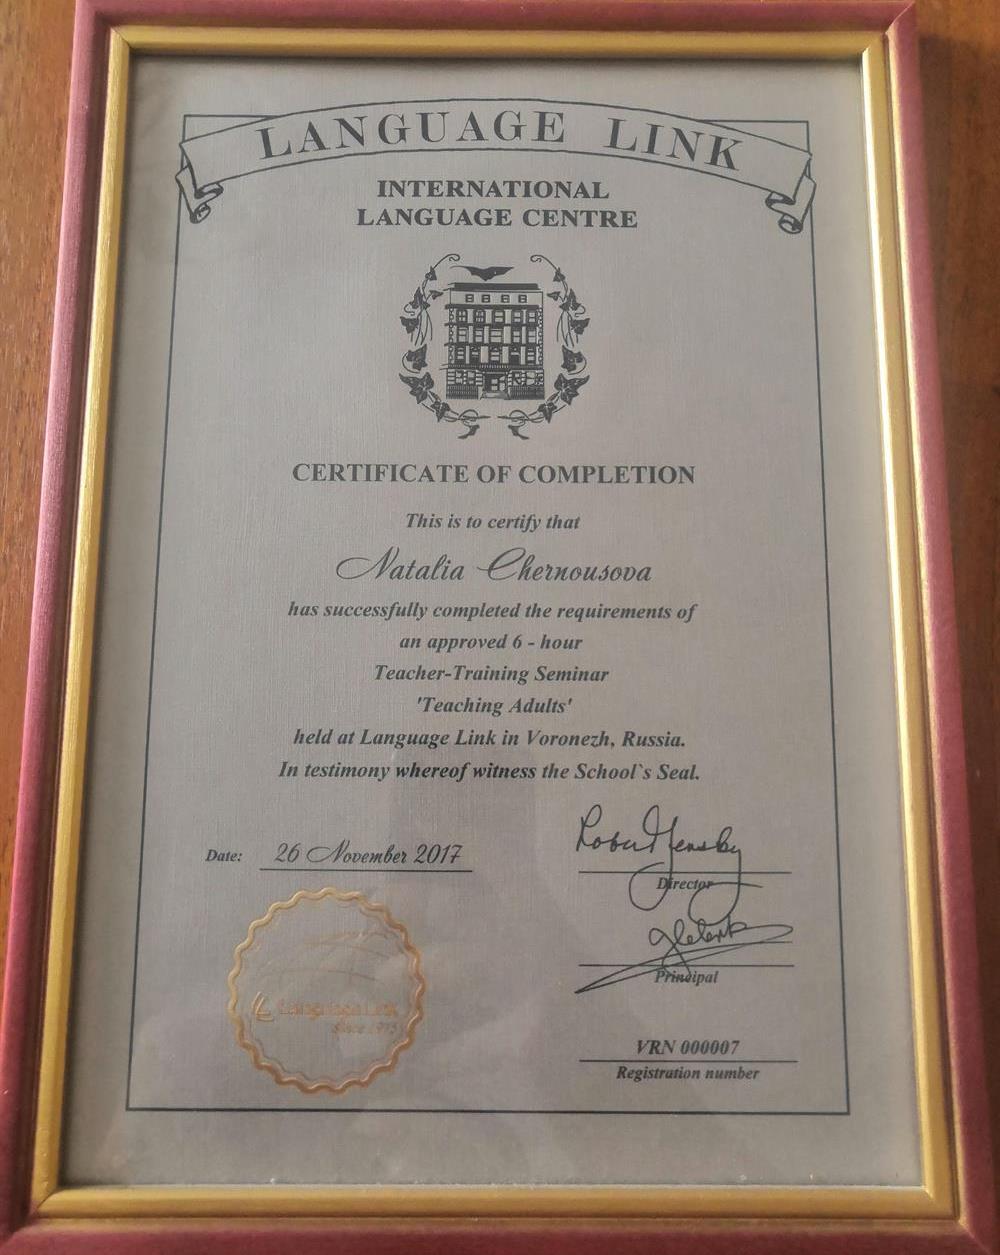 LANGUAGE LINK
INTERNATIONAL
LANGUAGE CENTRE
CERTIFICATE OF COMPLETION
This is to certify that
Natalia Chernousova
has successfully completed the requirements of
an approved 6 - hour
Teacher-Training Seminar
'Teaching Adults'
held at Language Link in Voronezh, Russia.
In testimony whereof witness the School`s Seal.
Date: 26 November 2017
Director
Principal
Language Link
Since 1975
VRN 000007
Registration number